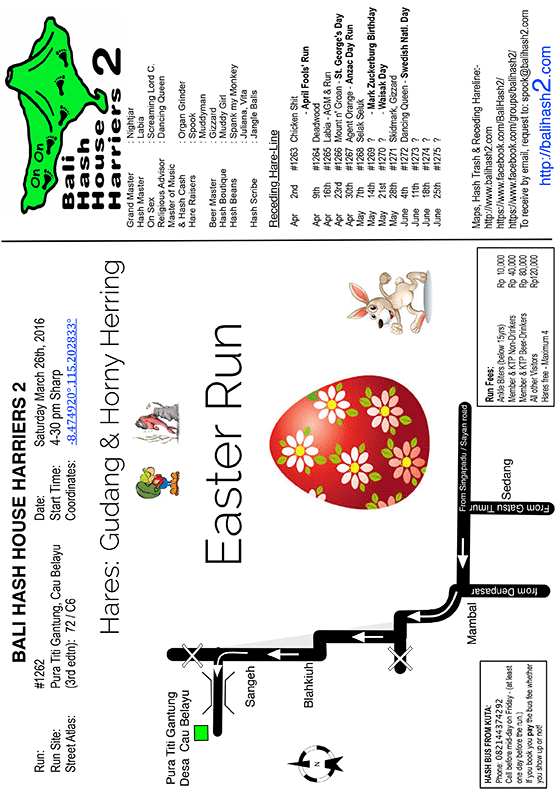 BALI HASH HOUSE HARRIERS 2
Run: #1262 Date: Saturday March 26th, 2016
Run Site: Pura Titi Gantung, Cau Belayu Start Time: 4-30 pm Sharp
Street Atlas: (3rd edtn): 72 / C6 Coordinates: -8.474920°,115.202833°
Hares: Gudang & Horny Herring
Easter Run
Pura Titi Gantung
Desa Cau Belayu
Sangeh
Blahkiuh
Mambal
Sedang
from Denpasar
From Gatsu Timur
From Singapadu / Sayan road
N
HASH BUS FROM KUTA:
Phone: 082144374292
Call before mid-day on Friday - (at least
one day before the run.)
If you book you pay the bus fee whether
you show up or not!
Run Fees:
Ankle Biters (below 15yrs) Rp 10,000
Member & KTP Non-Drinkers Rp 40,000
Member & KTP Beer-Drinkers Rp 80,000
All other Visitors Rp120,000
Hares free - Maximum 4
On On
Bali
Hash
House
Harriers 2
Grand Master : Nightjar
Hash Master : Labia
On Sex : Screaming Lord C.
Religious Advisor : Dancing Queen
Master of Music
& Hash Cash : Organ Grinder
Hare Raisers : Spook
Muddyman
Beer Master : Gizzard
Hash Boutique : Muddy Girl
Hash Beans : Spank my Monkey
: Juliana, Vita
Hash Scribe : Jangle Balls
Receding Hare-Line
Apr 2nd #1263 Chicken Shit
- April Fools' Run
Apr 9th #1264 Deadwood
Apr 16th #1265 Labia - AGM & Run
Apr 23rd #1266 Mount n' Groan - St. George's Day
Apr 30th #1267 Agent Orange - Anzac Day Run
May 7th #1268 Selak Seluk
May 14th #1269 ? - Mark Zuckerburg Birthday
May 21st #1270 ? - Waisak Day
May 28th #1271 Skidmark, Gizzard
June 4th #1272 Dancing Queen - Swedish Natl. Day
June 11th #1273 ?
June 18th #1274 ?
June 25th #1275 ?
Maps, Hash Trash & Receding Hareline:-
http://www.balihash2.com
https://www.facebook.com/BaliHash2/
https://www.facebook.com/groups/balihash2/
To receive by email, request to: spook@balihash2.com
http://balihash2.com